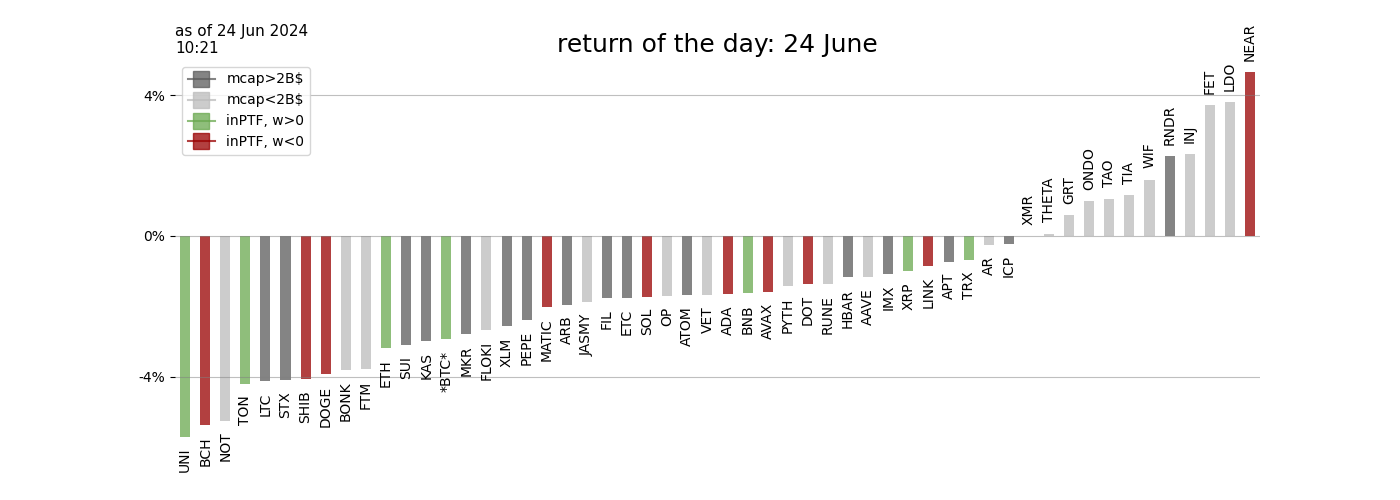 as of 24 Jun 2024
10:21
return of the day: 24 June
mcap>2B$
mcap<2B$
inPTF, w>0
inPTF, w<0
4%
0%
-4%
UNI
BCH
NOT
TON
LTC
STX
SHIB
DOGE
BONK
FTM
ETH
SUI
KAS
*BTC*
MKR
FLOKI
XLM
PEPE
MATIC
ARB
JASMY
FIL
ETC
SOL
OP
ATOM
VET
ADA
BNB
AVAX
PYTH
DOT
RUNE
HBAR
AAVE
IMX
XRP
LINK
APT
TRX
AR
ICP
XMR
THETA
GRT
ONDO
TAO
TIA
WIF
RNDR
INJ
FET
LDO
NEAR